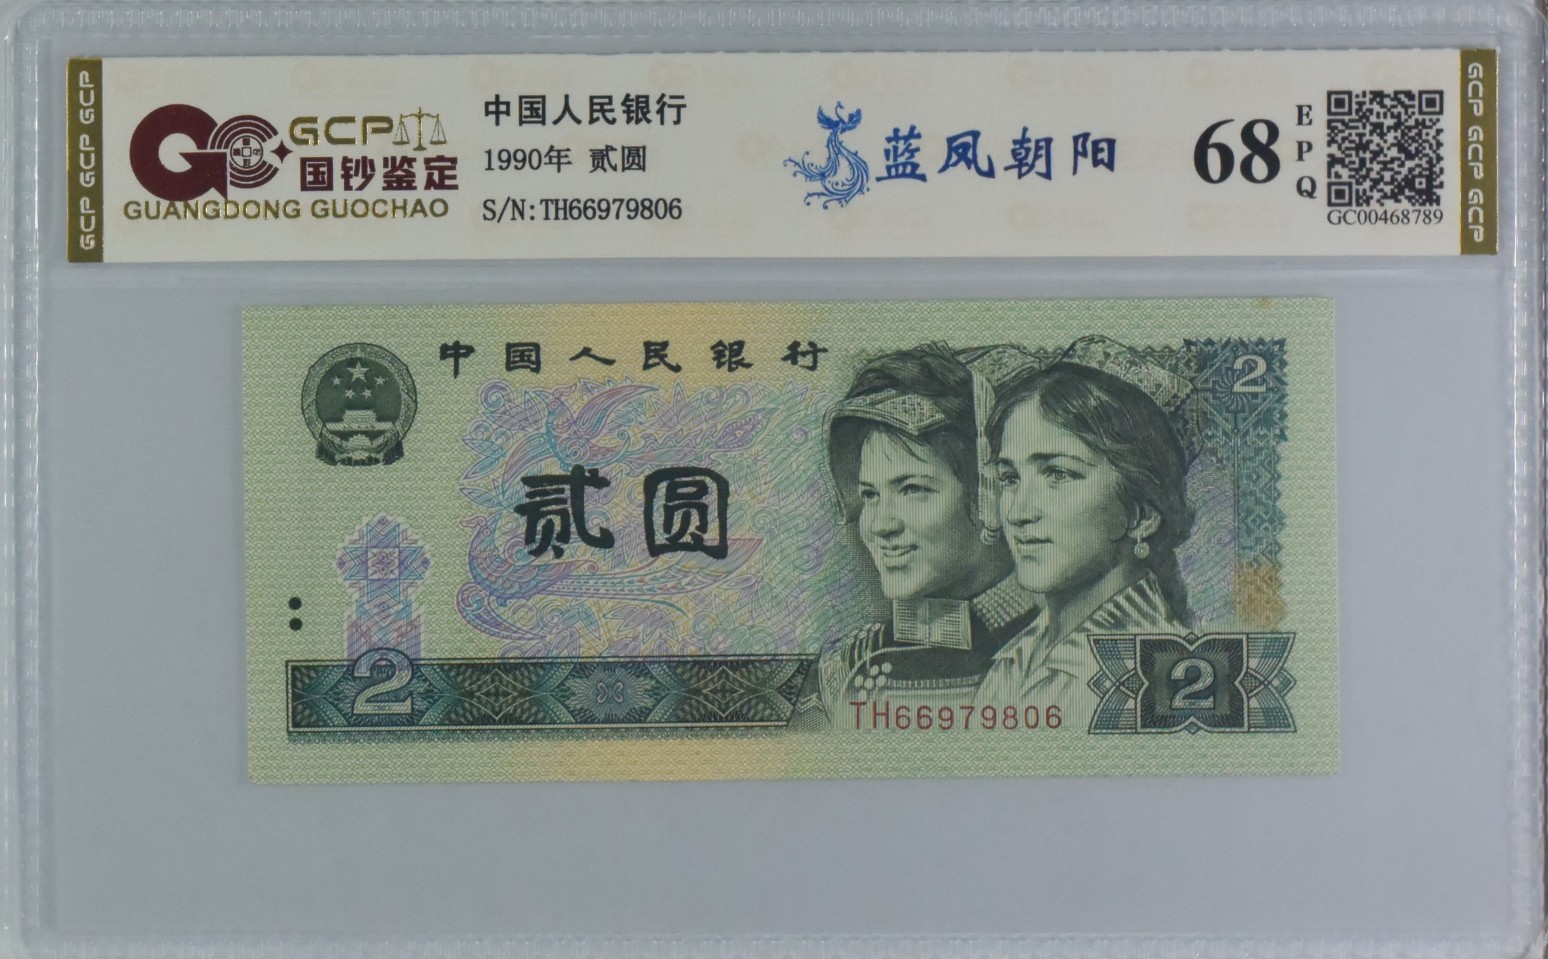 GCP GCP GCP
GCP
国钞鉴定
GUANGDONG GUOCHAO
中国人民银行
1990年 贰圆
S/N:TH66979806
蓝凤朝阳
68
EPQ
GC00468789
GCP GCP GCP
中国人民银行
2
贰圆
2
TH66979806
2